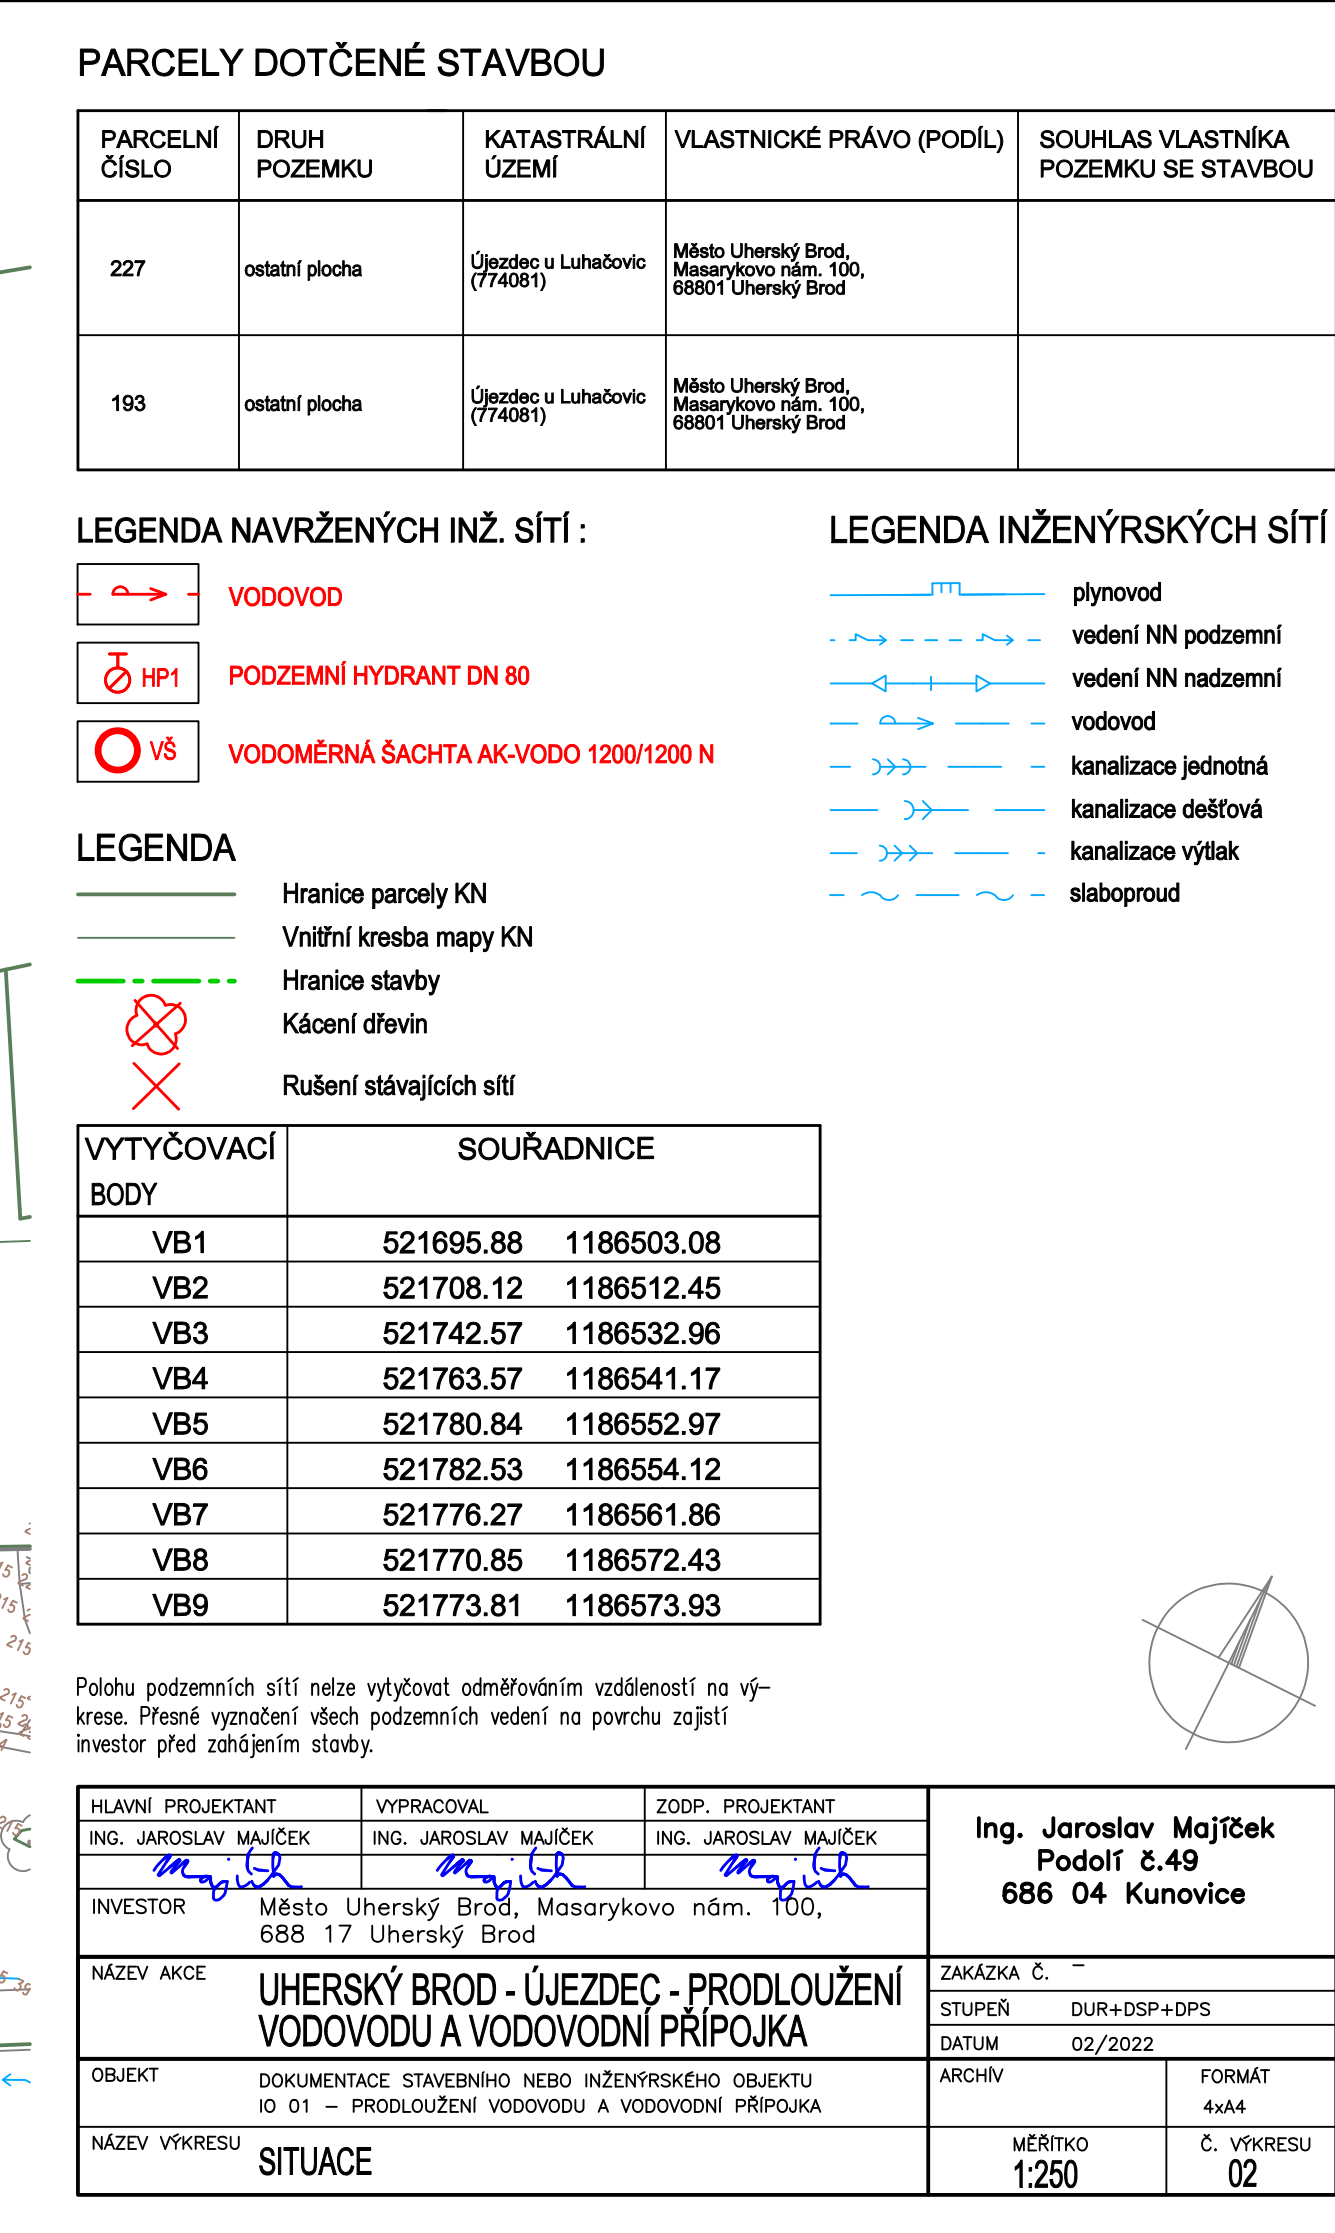 PARCELY DOTČENÉ STAVBOU
PARCELNÍ ČÍSLO
DRUH POZEMKU
KATASTRÁLNÍ ÚZEMÍ
VLASTNICKÉ PRÁVO (PODÍL)
SOUHLAS VLASTNÍKA POZEMKU SE STAVBOU
227
ostatní plocha
Újezdec u Luhačovic
(774081)
Město Uherský Brod,
Masarykovo nám. 100,
68801 Uherský Brod
193
ostatní plocha
Újezdec u Luhačovic
(774081)
Město Uherský Brod,
Masarykovo nám. 100,
68801 Uherský Brod
LEGENDA NAVRŽENÝCH INŽ. SÍTÍ :
VODOVOD
HP1 PODZEMNÍ HYDRANT DN 80
VŠ VODOMĚRNÁ ŠACHTA AK-VODO 1200/1200 N
LEGENDA INŽENÝRSKÝCH SÍTÍ
plynovod
vedení NN podzemní
vedení NN nadzemní
vodovod
kanalizace jednotná
kanalizace dešťová
kanalizace výtlak
slaboproud
LEGENDA
Hranice parcely KN
Vnitřní kresba mapy KN
Hranice stavby
Kácení dřevin
Rušení stávajících sítí
VYTYČOVACÍ BODY
SOUŘADNICE
VB1 521695.88 1186503.08
VB2 521708.12 1186512.45
VB3 521742.57 1186532.96
VB4 521763.57 1186541.17
VB5 521780.84 1186552.97
VB6 521782.53 1186554.12
VB7 521776.27 1186561.86
VB8 521770.85 1186572.43
VB9 521773.81 1186573.93
Polohu podzemních sítí nelze vytyčovat odměřováním vzdáleností na vý–
krese. Přesné vyznačení všech podzemních vedení na povrchu zajistí
investor před zahájením stavby.
HLAVNÍ PROJEKTANT
VYPRACOVAL
ZODP. PROJEKTANT
ING. JAROSLAV MAJÍČEK
ING. JAROSLAV MAJÍČEK
ING. JAROSLAV MAJÍČEK
Ing. Jaroslav Majíček
Podolí č.49
686 04 Kunovice
INVESTOR
Město Uherský Brod, Masarykovo nám. 100,
688 17 Uherský Brod
NÁZEV AKCE
UHERSKÝ BROD - ÚJEZDEC - PRODLOUŽENÍ
VODOVODU A VODOVODNÍ PŘÍPOJKA
ZAKÁZKA Č. –
STUPEŇ DUR+DSP+DPS
DATUM 02/2022
OBJEKT
DOKUMENTACE STAVEBNÍHO NEBO INŽENÝRSKÉHO OBJEKTU
IO 01 – PRODLOUŽENÍ VODOVODU A VODOVODNÍ PŘÍPOJKA
ARCHÍV
FORMÁT
4xA4
NÁZEV VÝKRESU
SITUACE
MĚŘÍTKO
1:250
Č. VÝKRESU
02